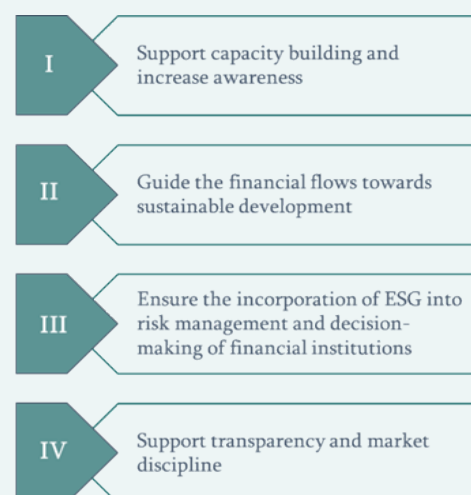 I
Support capacity building and
increase awareness
II
Guide the financial flows towards
sustainable development
III
Ensure the incorporation of ESG into
risk management and decision-
making of financial institutions
IV
Support transparency and market
discipline